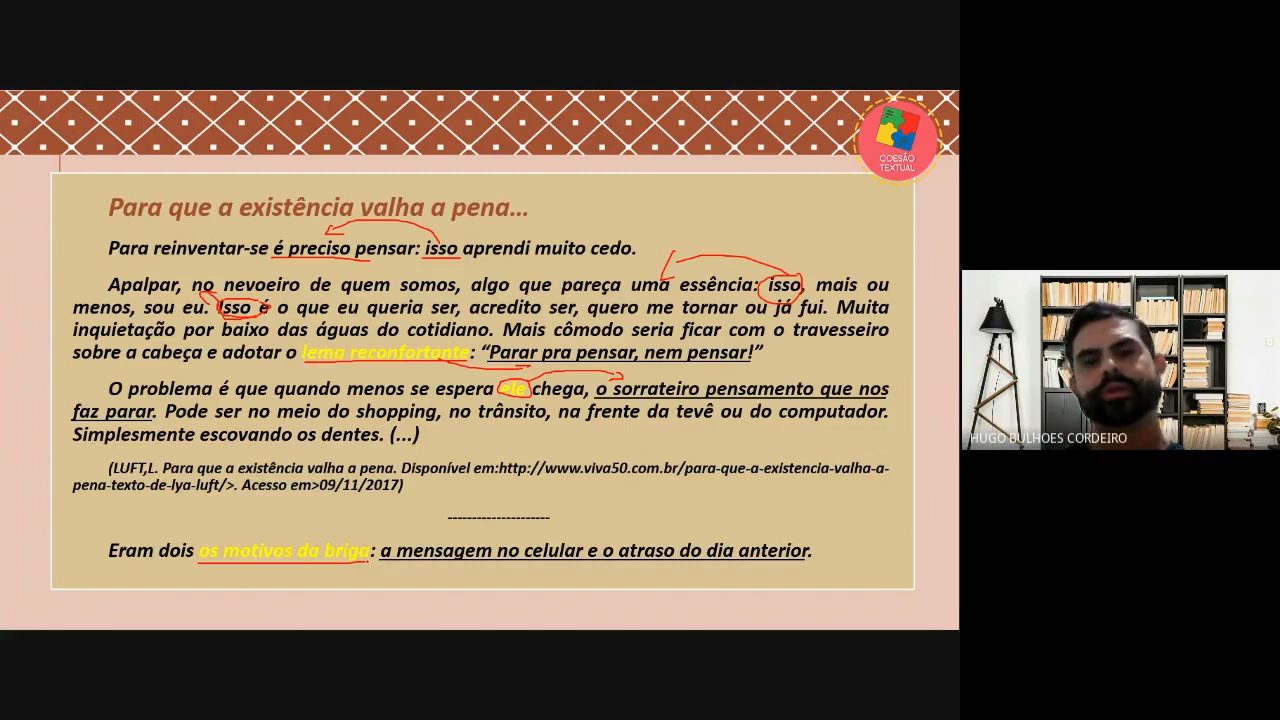 COESÃO
TEXTUAL
Para que a existência valha a pena...
Para reinventar-se é preciso pensar: isso aprendi muito cedo.
Apalpar, no nevoeiro de quem somos, algo que pareça uma essência: isso, mais ou
menos, sou eu. Isso é o que eu queria ser, acredito ser, quero me tornar ou já fui. Muita
inquietação por baixo das águas do cotidiano. Mais cômodo seria ficar com o travesseiro
sobre a cabeça e adotar o lema reconfortante: “Parar pra pensar, nem pensar!”
O problema é que quando menos se espera ele chega, o sorrateiro pensamento que nos
faz parar. Pode ser no meio do shopping, no trânsito, na frente da tevê ou do computador.
Simplesmente escovando os dentes. (...)
(LUFT,L. Para que a existência valha a pena. Disponível em:http://www.viva50.com.br/para-que-a-existencia-valha-a-
pena-texto-de-lya-luft/>. Acesso em>09/11/2017)
---------------------
Eram dois os motivos da briga: a mensagem no celular e o atraso do dia anterior.
HUGO BULHOES CORDEIRO